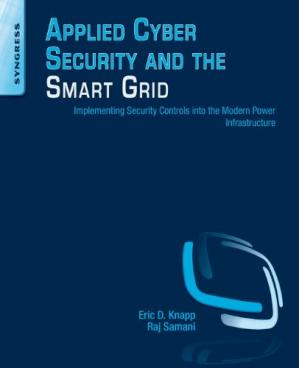 SYNGRESS
APPLIED CYBER
SECURITY AND THE
SMART GRID
Implementing Security Controls into the Modern Power
Infrastructure
Eric D. Knapp
Raj Samani